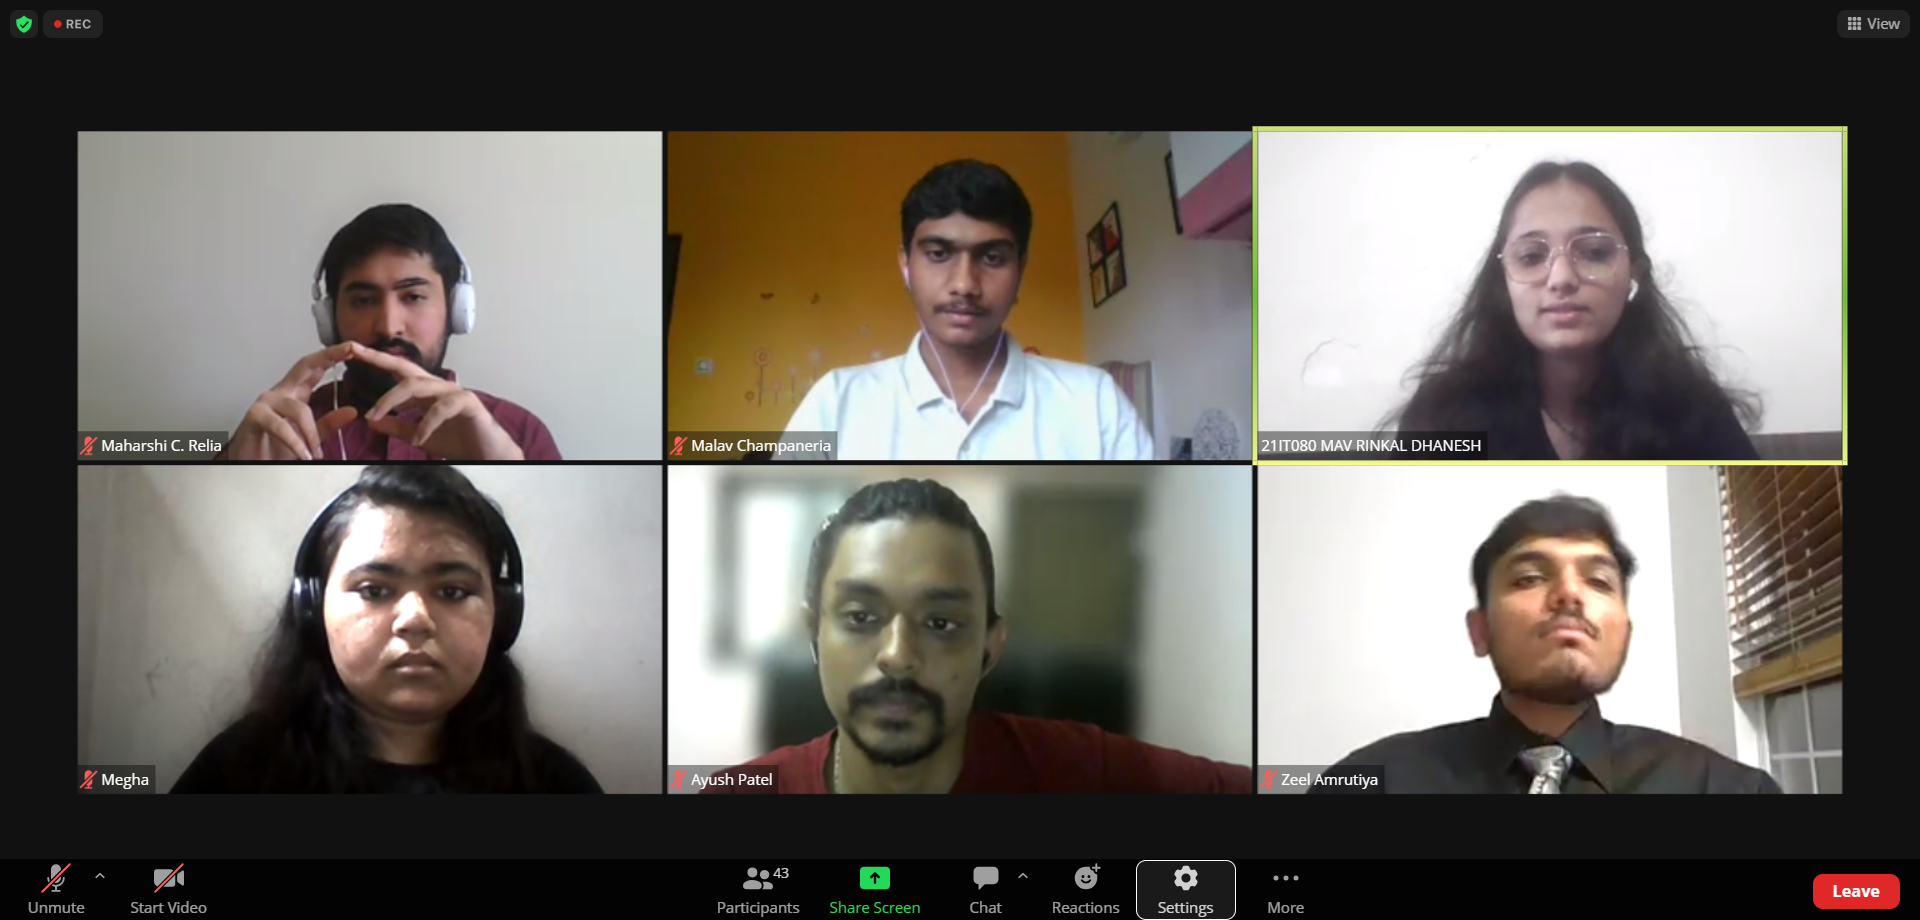 REC
View
Maharshi C. Relia
Malav Champaneria
21IT080 MAV RINKAL DHANESH
Megha
Ayush Patel
Zeel Amrutiya
43
Unmute
Start Video
Participants
Share Screen
Chat
Reactions
Settings
More
Leave